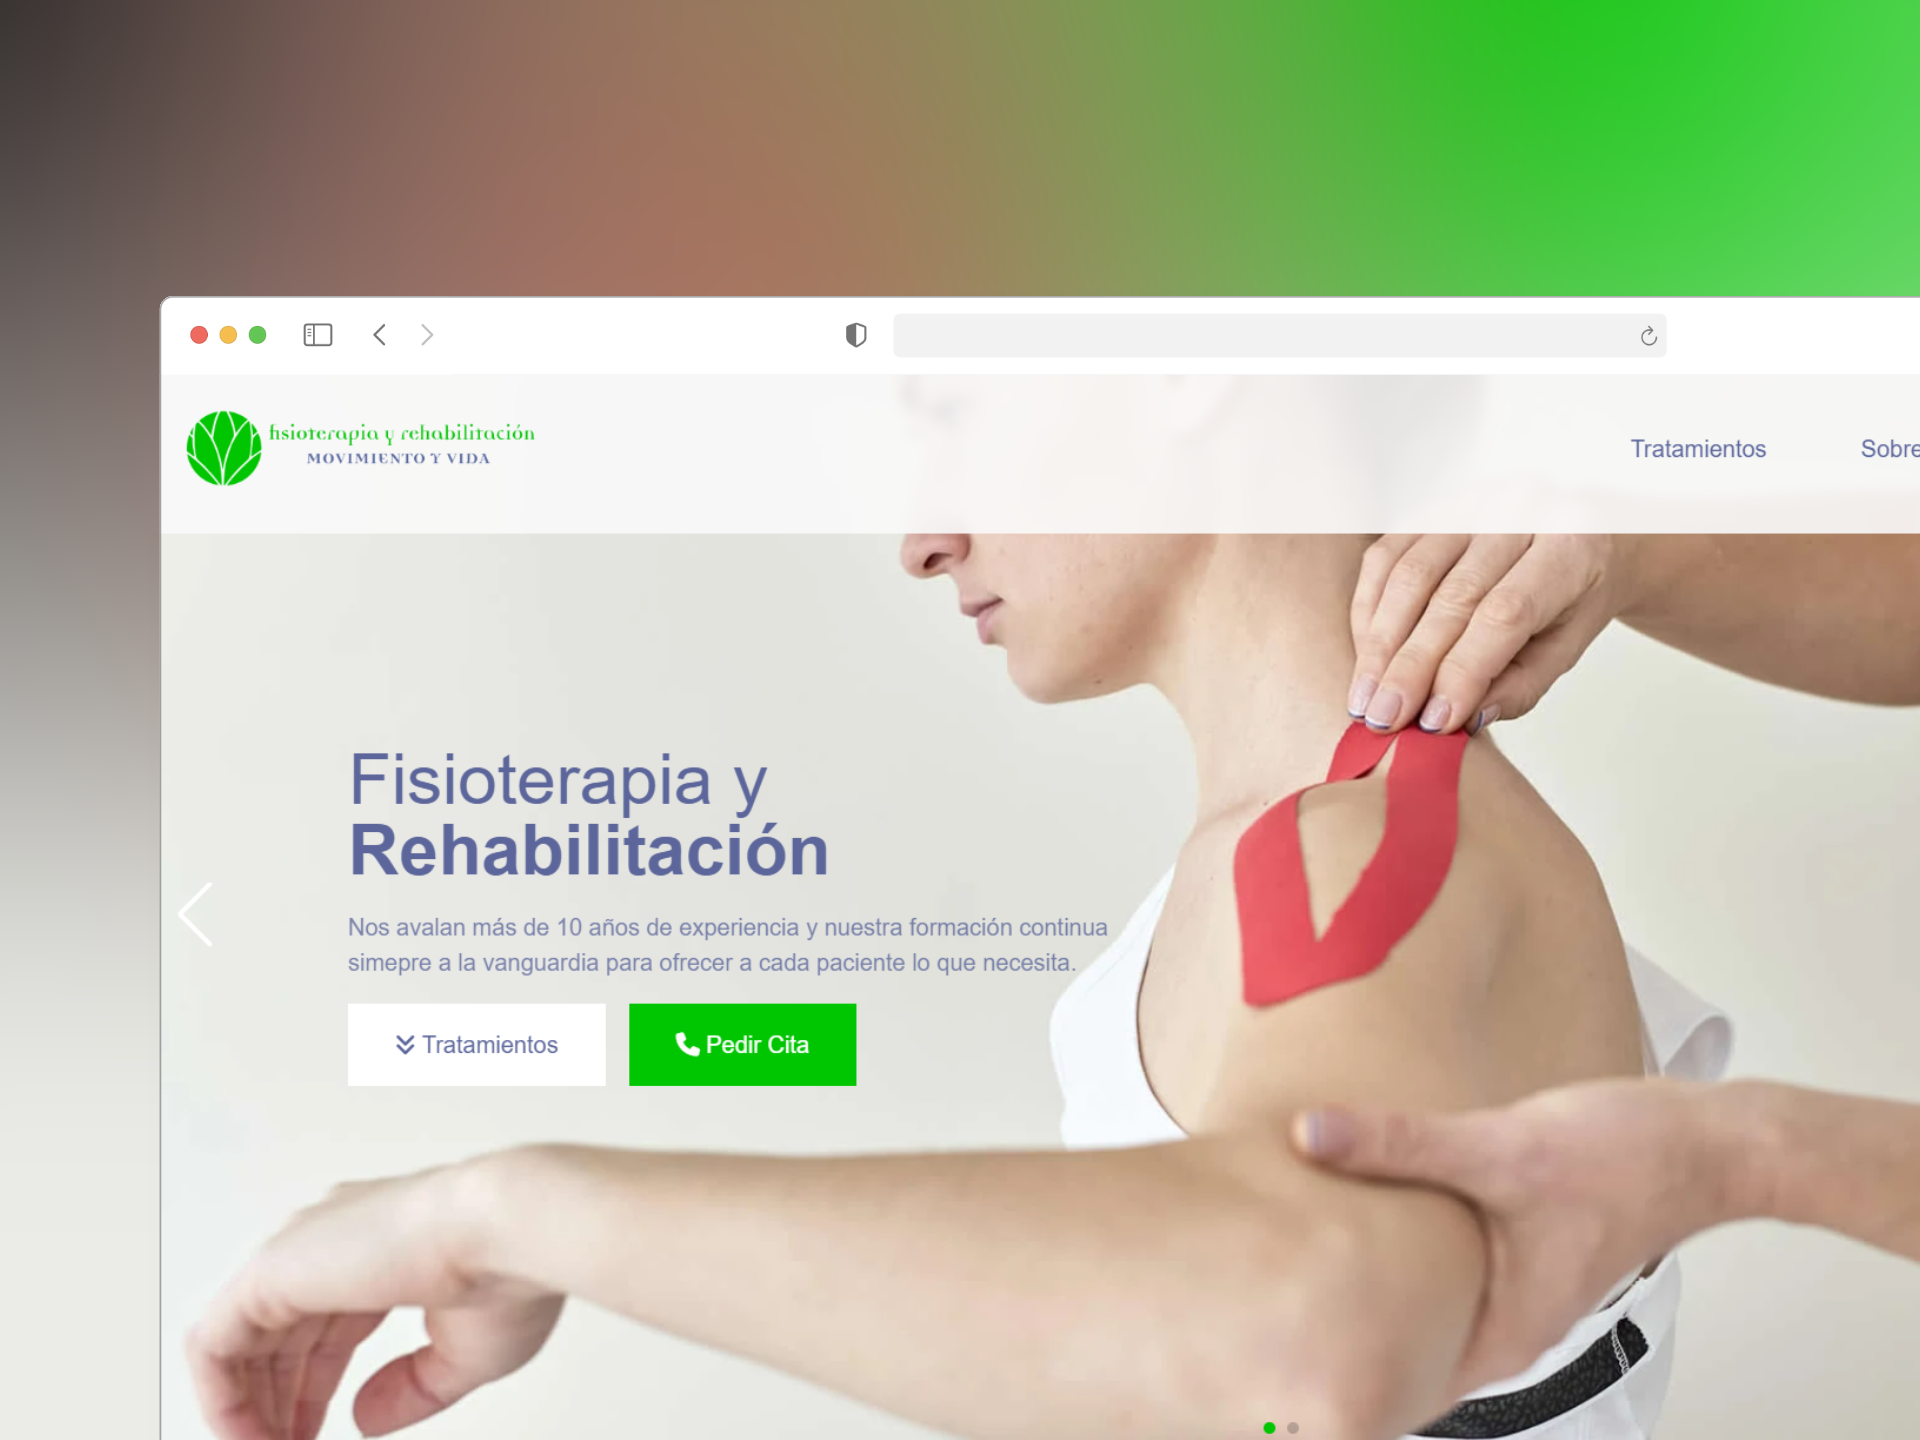 fisioterapia y rehabilitación
MOVIMIENTO Y VIDA
Tratamientos
Sobre
Fisioterapia y
Rehabilitación
Nos avalan más de 10 años de experiencia y nuestra formación continua
simepre a la vanguardia para ofrecer a cada paciente lo que necesita.
Tratamientos
Pedir Cita